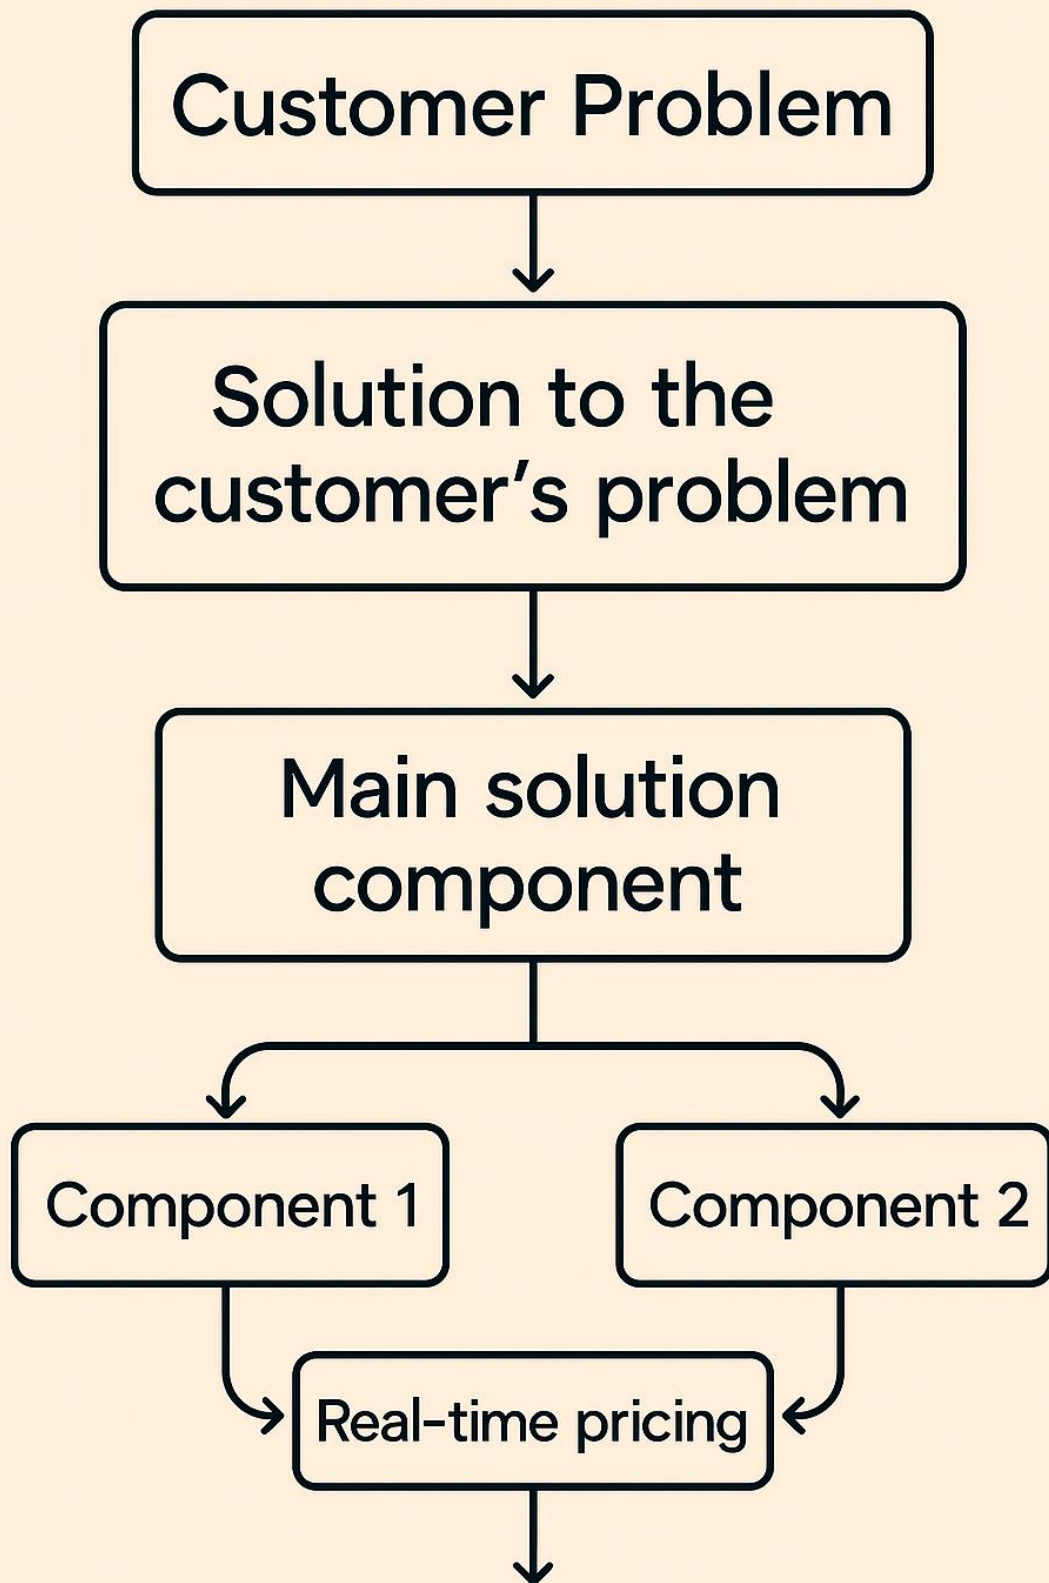 Customer Problem
Solution to the
customer’s problem
Main solution
component
Component 1
Component 2
Real-time pricing